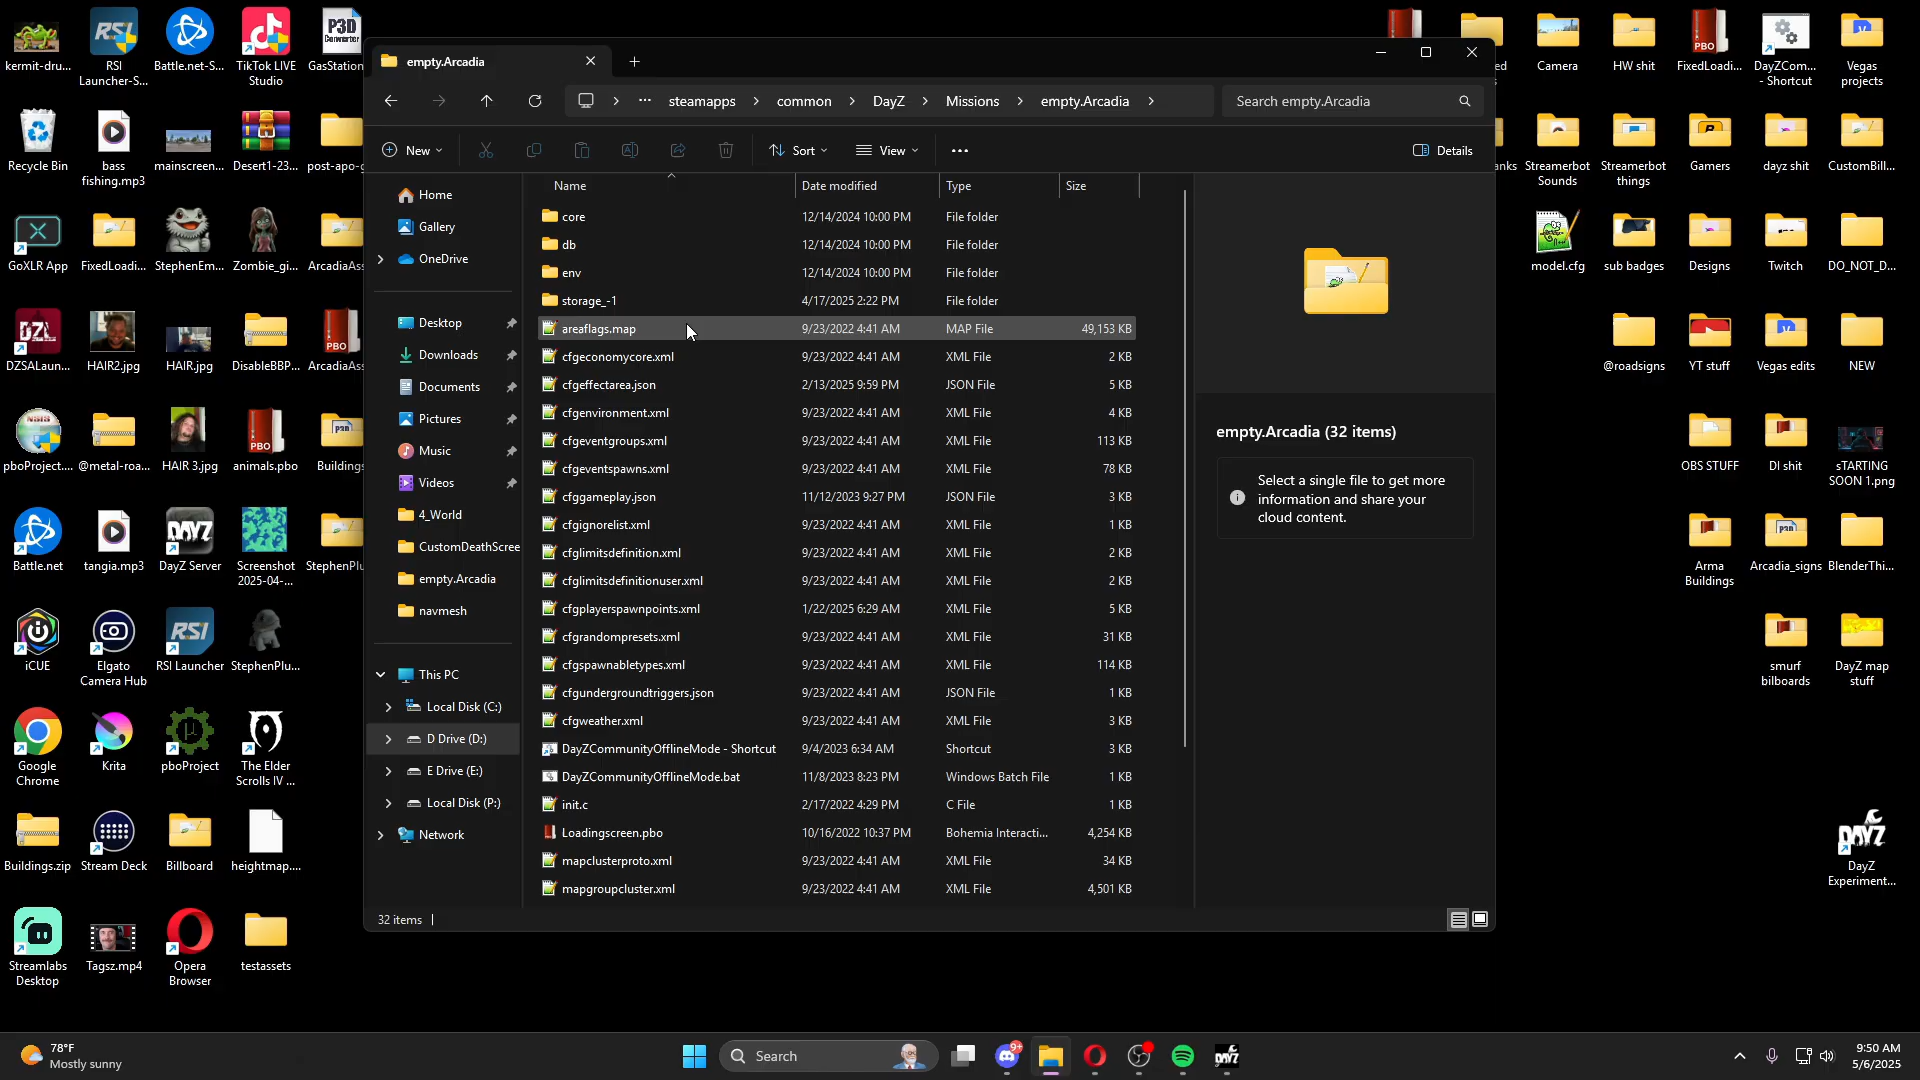 kermit-dru...
RSI
Launcher-S...
Battle.net-S...
TikTok LIVE
Studio
P3D
Converter
GasStation
Recycle Bin
bass
fishing.mp3
mainscreen...
Desert1-23...
post-apo-g
GoXLR App
FixedLoadi...
StephenEm...
Zombie_gi...
ArcadiaAss
DZSALaun...
HAIR2.jpg
HAIR.jpg
DisableBBP...
ArcadiaAss
pboProject....
@metal-roa...
HAIR 3.jpg
animals.pbo
Buildings
Battle.net
tangia.mp3
DayZ Server
Screenshot
2025-04-...
StephenPlu
iCUE
Elgato
Camera Hub
RSI Launcher
StephenPlu...
Google
Chrome
Krita
pboProject
The Elder
Scrolls IV ...
Buildings.zip
Stream Deck
Billboard
heightmap....
Streamlabs
Desktop
Tagsz.mp4
Opera
Browser
testassets
empty.Arcadia
steamapps
common
DayZ
Missions
empty.Arcadia
Search empty.Arcadia
New
Sort
View
Details
Home
Gallery
OneDrive
Desktop
Downloads
Documents
Pictures
Music
Videos
4_World
CustomDeathScree
empty.Arcadia
navmesh
This PC
Local Disk (C:)
D Drive (D:)
E Drive (E:)
Local Disk (P:)
Network
Name Date modified Type Size
core 12/14/2024 10:00 PM File folder
db 12/14/2024 10:00 PM File folder
env 12/14/2024 10:00 PM File folder
storage_-1 4/17/2025 2:22 PM File folder
areaflags.map 9/23/2022 4:41 AM MAP File 49,153 KB
cfgeconomycore.xml 9/23/2022 4:41 AM XML File 2 KB
cfgeffectarea.json 2/13/2025 9:59 PM JSON File 5 KB
cfgenvironment.xml 9/23/2022 4:41 AM XML File 4 KB
cfgeventgroups.xml 9/23/2022 4:41 AM XML File 113 KB
cfgeventspawns.xml 9/23/2022 4:41 AM XML File 78 KB
cfggameplay.json 11/12/2023 9:27 PM JSON File 3 KB
cfgignorelist.xml 9/23/2022 4:41 AM XML File 1 KB
cfglimitsdefinition.xml 9/23/2022 4:41 AM XML File 2 KB
cfglimitsdefinitionuser.xml 9/23/2022 4:41 AM XML File 2 KB
cfgplayerspawnpoints.xml 1/22/2025 6:29 AM XML File 5 KB
cfgrandompresets.xml 9/23/2022 4:41 AM XML File 31 KB
cfgspawnabletypes.xml 9/23/2022 4:41 AM XML File 114 KB
cfgundergroundtriggers.json 9/23/2022 4:41 AM JSON File 1 KB
cfgweather.xml 9/23/2022 4:41 AM XML File 3 KB
DayZCommunityOfflineMode - Shortcut 9/4/2023 6:34 AM Shortcut 3 KB
DayZCommunityOfflineMode.bat 11/8/2023 8:23 PM Windows Batch File 1 KB
init.c 2/17/2022 4:29 PM C File 1 KB
Loadingscreen.pbo 10/16/2022 10:37 PM Bohemia Interacti... 4,254 KB
mapclusterproto.xml 9/23/2022 4:41 AM XML File 34 KB
mapgroupcluster.xml 9/23/2022 4:41 AM XML File 4,501 KB
empty.Arcadia (32 items)
Select a single file to get more
information and share your
cloud content.
32 items
ed
Camera
HW shit
PBO
FixedLoadi...
DayZCom...
- Shortcut
Vegas
projects
anks
Streamerbot
Sounds
Streamerbot
things
Gamers
dayz shit
CustomBill...
model.cfg
sub badges
Designs
Twitch
DO_NOT_D...
@roadsigns
YT stuff
Vegas edits
NEW
OBS STUFF
DI shit
sTARTING
SOON 1.png
Arma
Buildings
Arcadia_signs
BlenderThi...
smurf
bilboards
DayZ map
stuff
DayZ
Experiment...
78°F
Mostly sunny
Search
9+
9:50 AM
5/6/2025